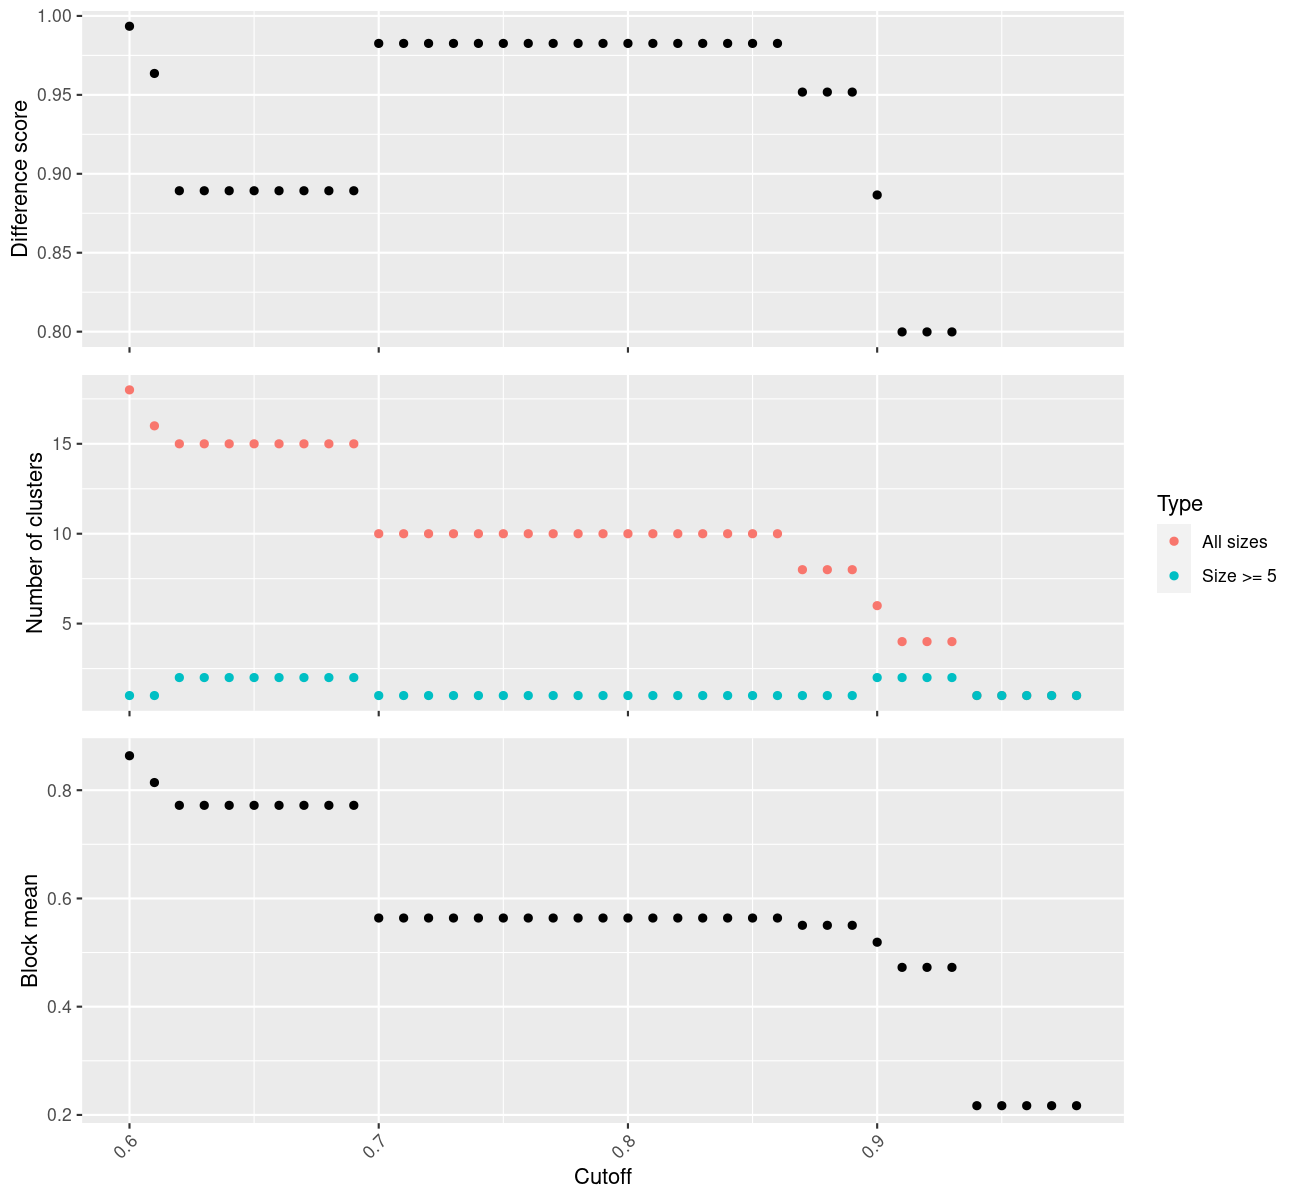 Difference score
1.00
0.95
0.90
0.85
0.80
Number of clusters
15
10
5
Type
All sizes
Size >= 5
Block mean
0.8
0.6
0.4
0.2
0.6
0.7
0.8
0.9
Cutoff